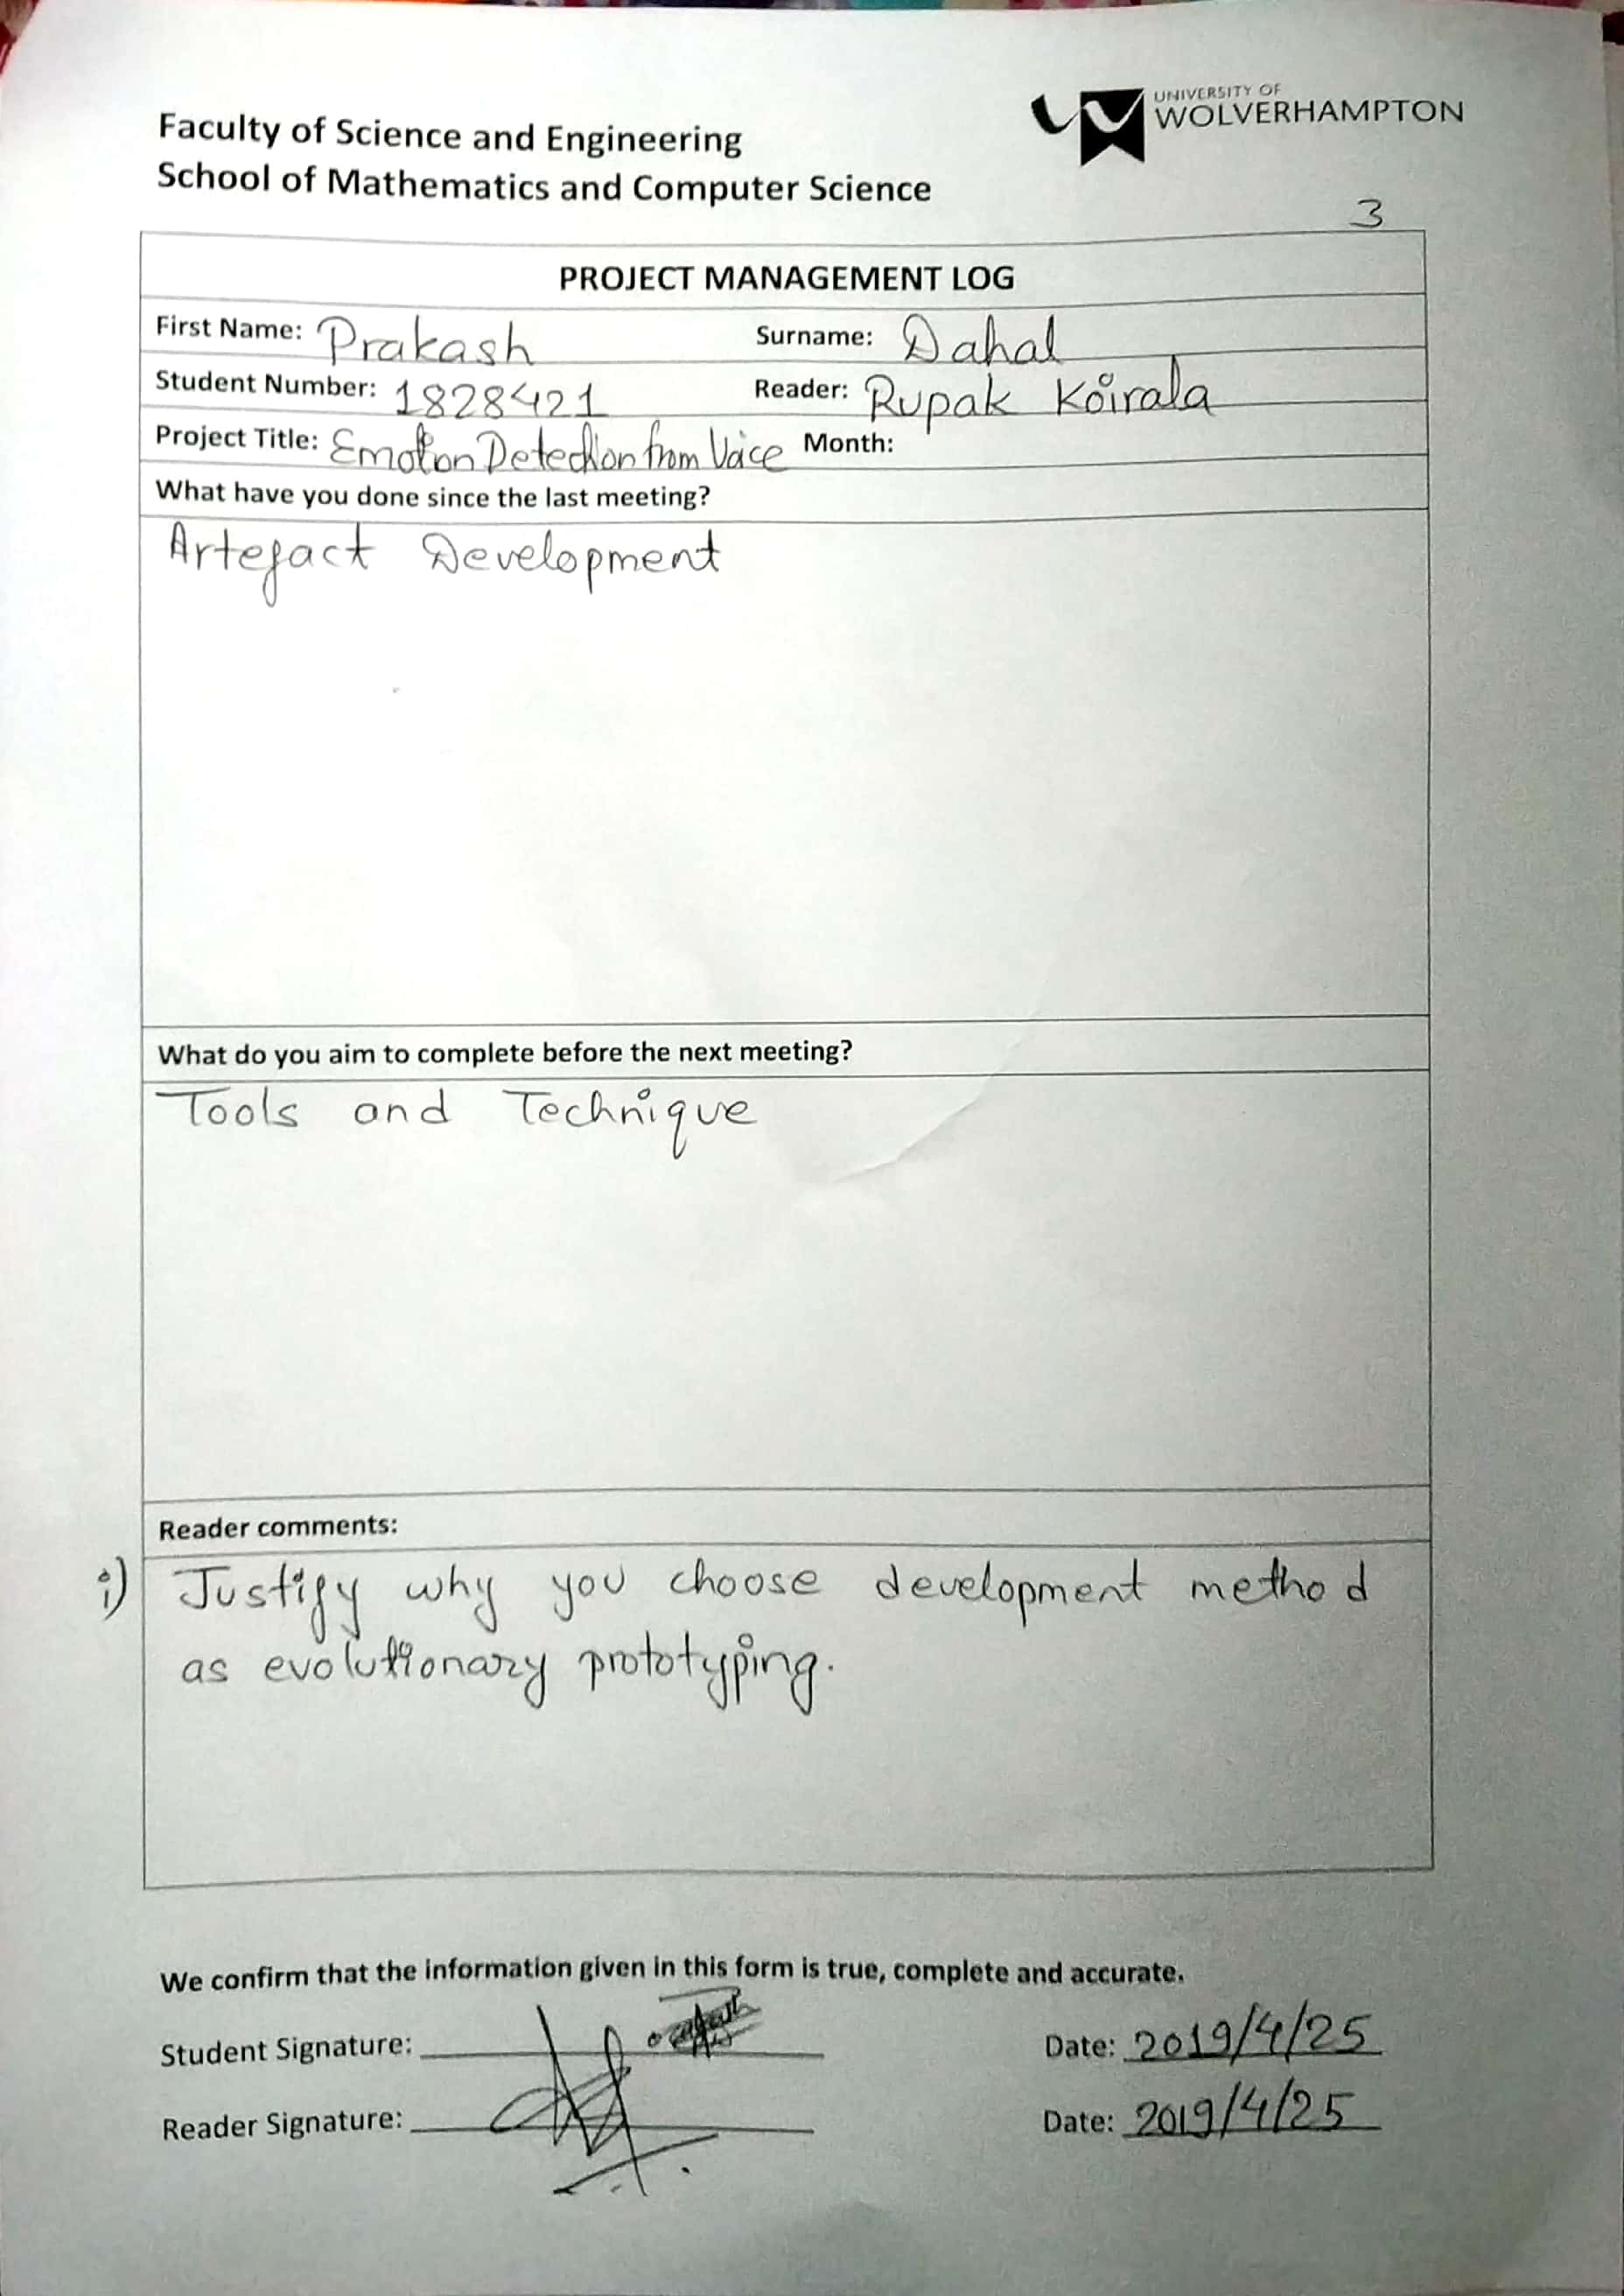 UNIVERSITY OF
WOLVERHAMPTON
Faculty of Science and Engineering
School of Mathematics and Computer Science
3
PROJECT MANAGEMENT LOG
First Name: Prakash Surname: Dahal
Student Number: 1828421 Reader: Rupak Koirala
Project Title: Emotion Detection from Voice Month:
What have you done since the last meeting?
Artefact Development
What do you aim to complete before the next meeting?
Tools and Technique
Reader comments:
i) Justify why you choose development method
as evolutionary prototyping.
We confirm that the information given in this form is true, complete and accurate.
Student Signature: Date: 2019/4/25
Reader Signature: Date: 2019/4/25